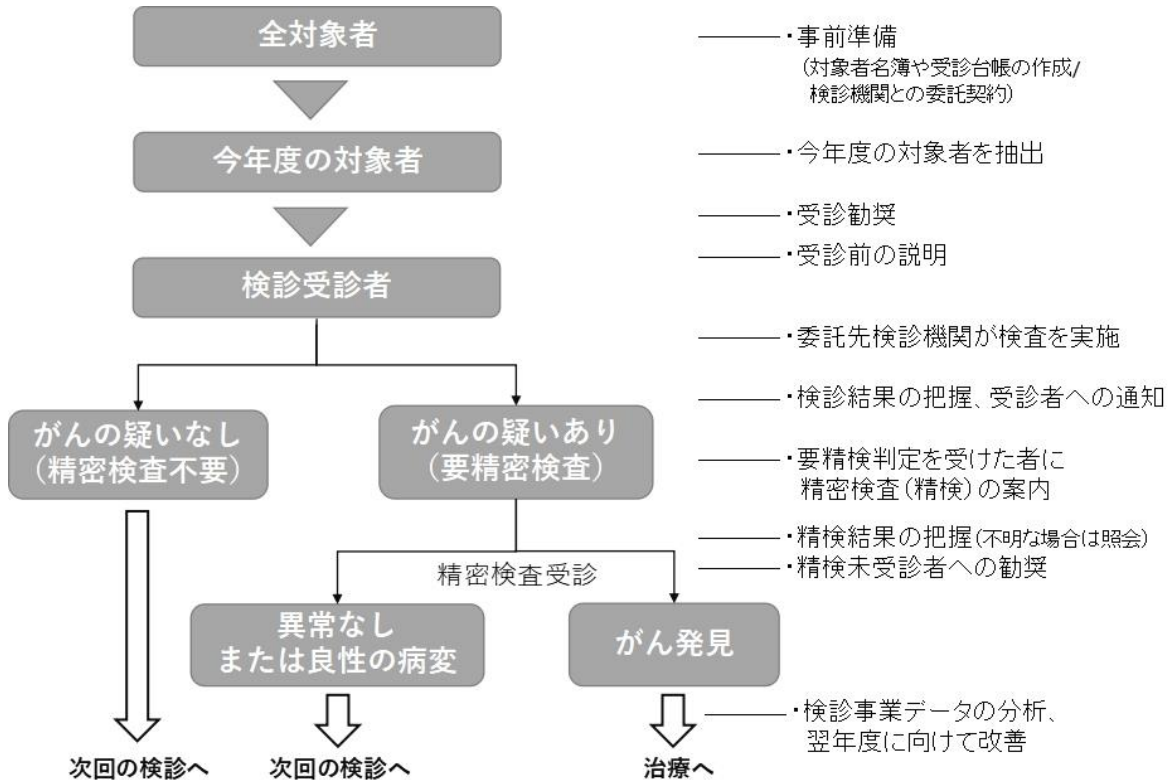 全対象者
・事前準備
（対象者名簿や受診台帳の作成/
検診機関との委託契約）
今年度の対象者
・今年度の対象者を抽出
・受診勧奨
・受診前の説明
検診受診者
・委託先検診機関が検査を実施
・検診結果の把握、受診者への通知
がんの疑いなし
（精密検査不要）
がんの疑いあり
（要精密検査）
・要精検判定を受けた者に
精密検査（精検）の案内
・精検結果の把握（不明な場合は照会）
・精検未受診者への勧奨
精密検査受診
異常なし
または良性の病変
がん発見
・検診事業データの分析、
翌年度に向けて改善
次回の検診へ
次回の検診へ
治療へ